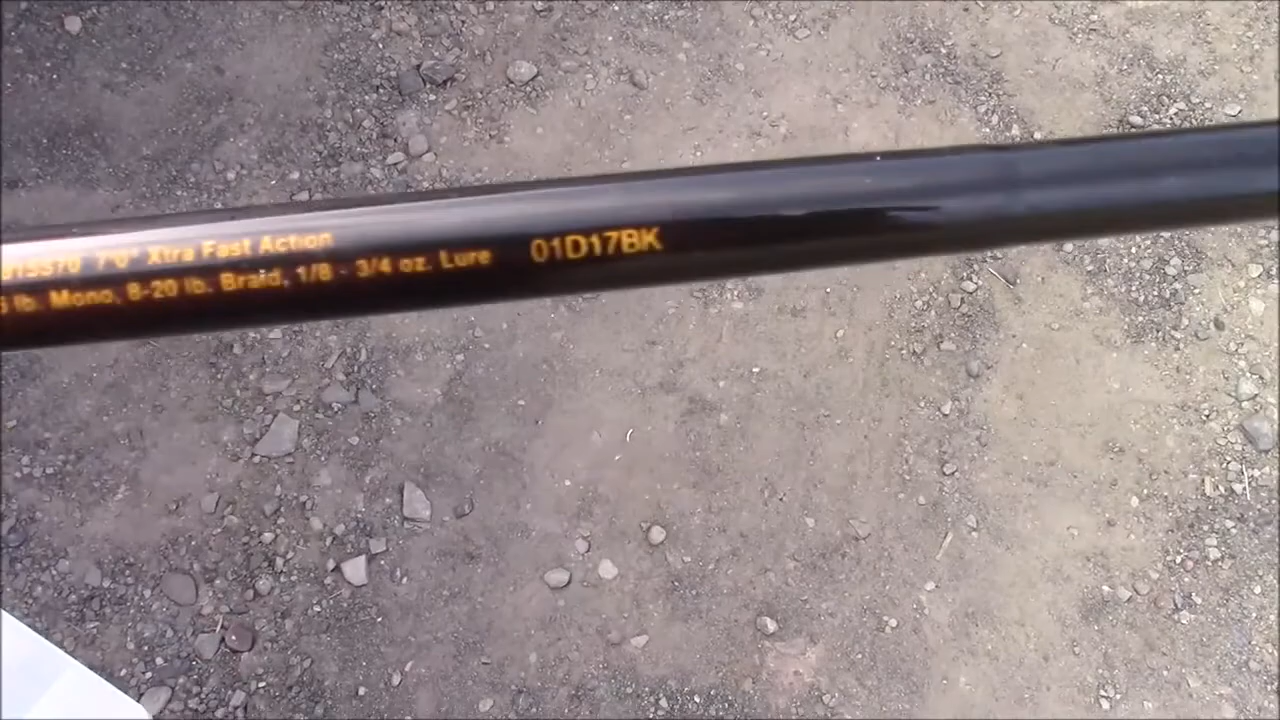 7'0" Xtra Fast Action
lb. Mono, 8-20 lb. Braid, 1/8 - 3/4 oz. Lure
01D17BK